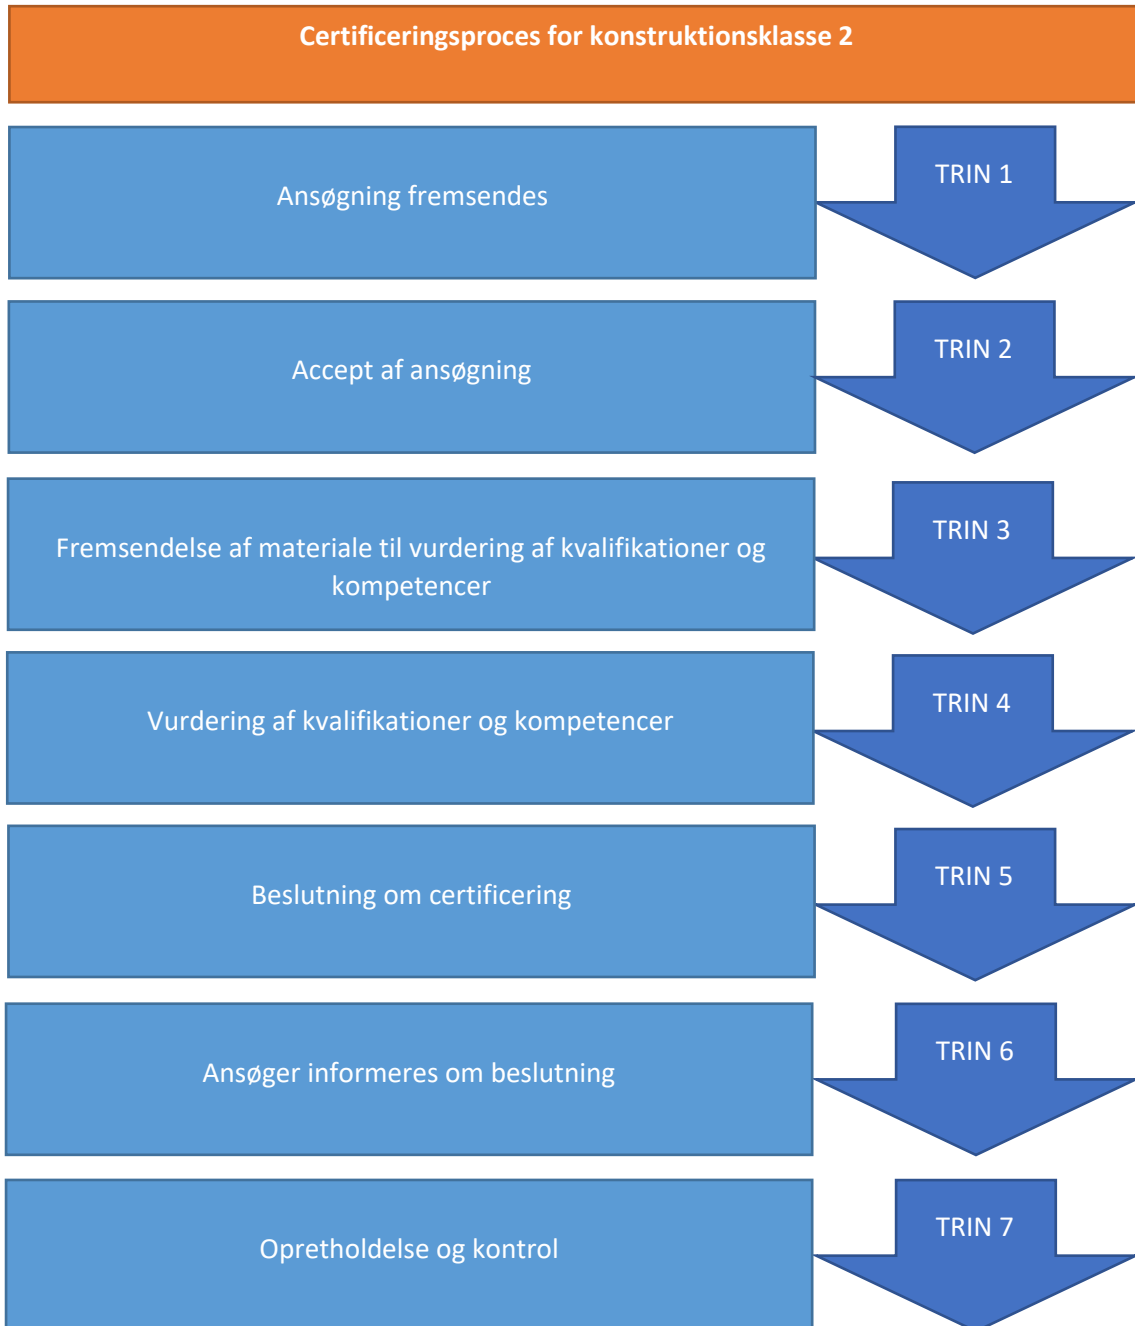 Certificeringsproces for konstruktionsklasse 2
Ansøgning fremsendes
TRIN 1
Accept af ansøgning
TRIN 2
Fremsendelse af materiale til vurdering af kvalifikationer og
kompetencer
TRIN 3
Vurdering af kvalifikationer og kompetencer
TRIN 4
Beslutning om certificering
TRIN 5
Ansøger informeres om beslutning
TRIN 6
Opretholdelse og kontrol
TRIN 7